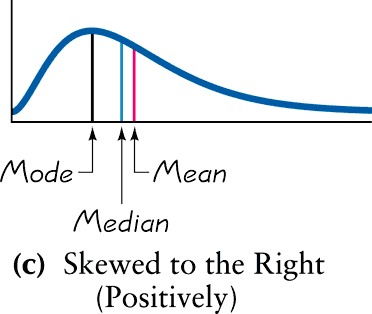 Mode Mean
Median
(c) Skewed to the Right
(Positively)